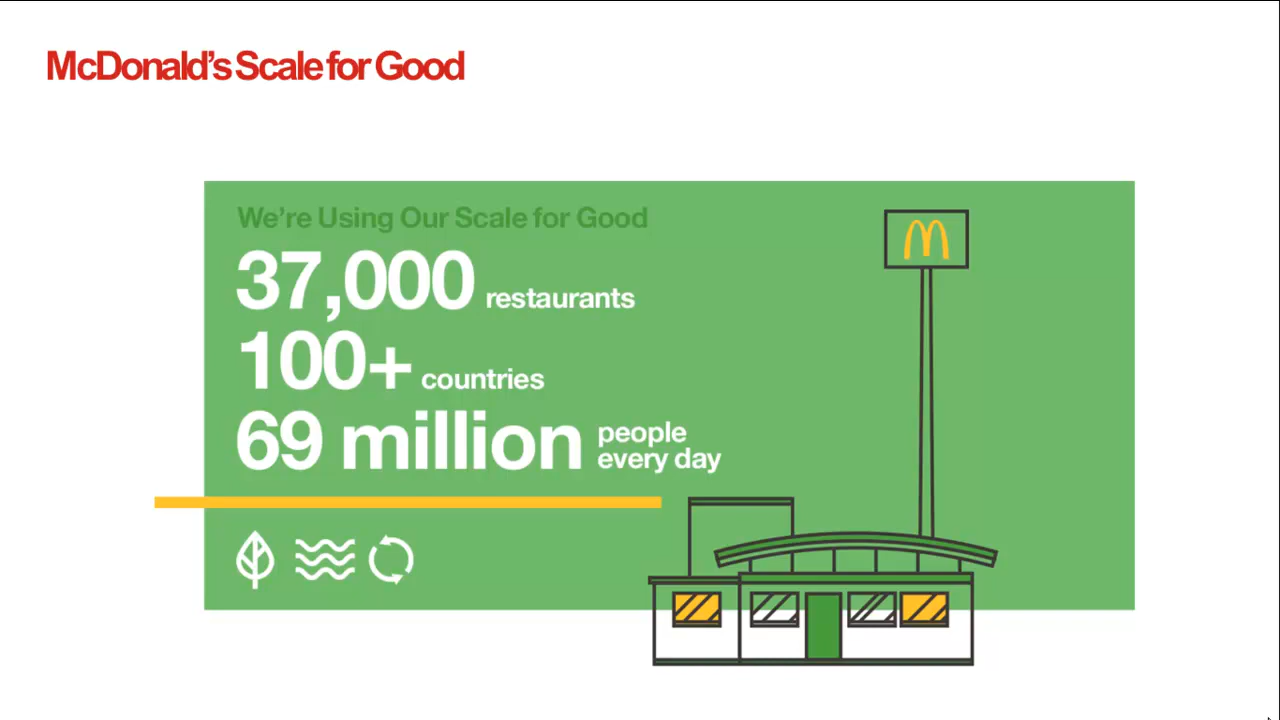 McDonald's Scale for Good
We're Using Our Scale for Good
37,000 restaurants
100+ countries
69 million people
every day